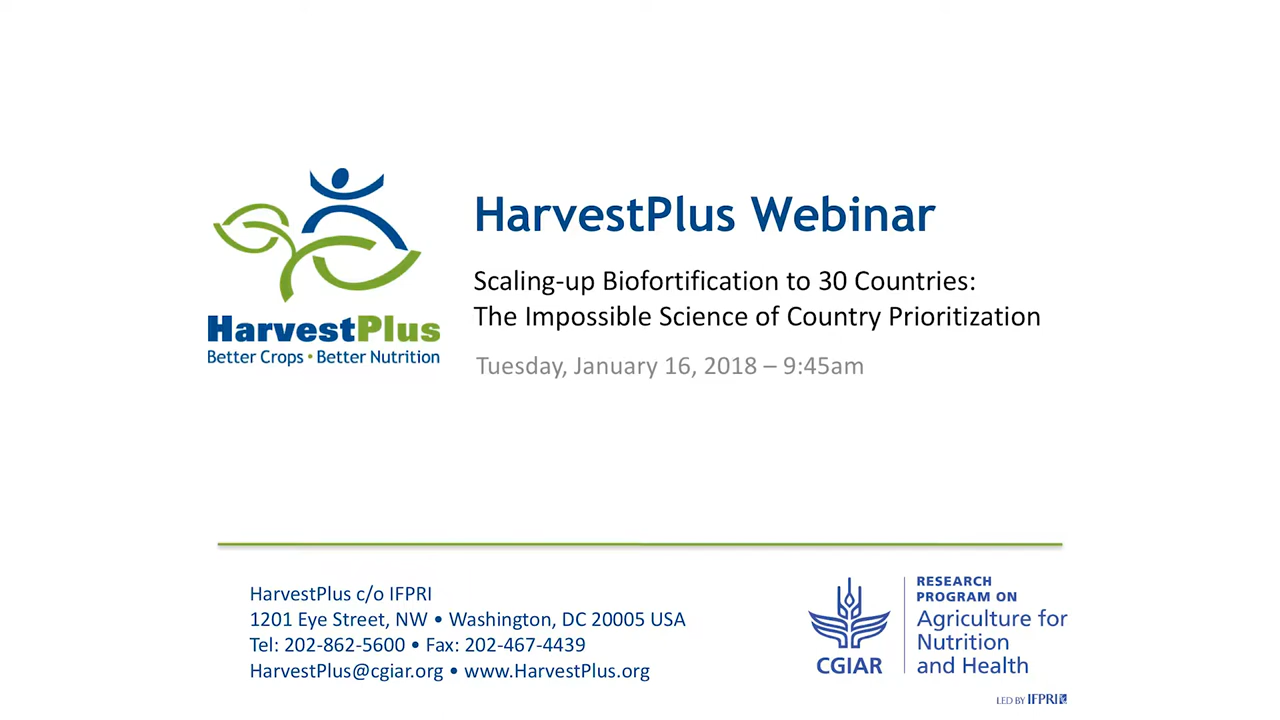 HarvestPlus
Better Crops • Better Nutrition
HarvestPlus Webinar
Scaling-up Biofortification to 30 Countries:
The Impossible Science of Country Prioritization
Tuesday, January 16, 2018 – 9:45am
HarvestPlus c/o IFPRI
1201 Eye Street, NW • Washington, DC 20005 USA
Tel: 202-862-5600 • Fax: 202-467-4439
HarvestPlus@cgiar.org • www.HarvestPlus.org
CGIAR
RESEARCH
PROGRAM ON
Agriculture for
Nutrition
and Health
LED BY IFPRI